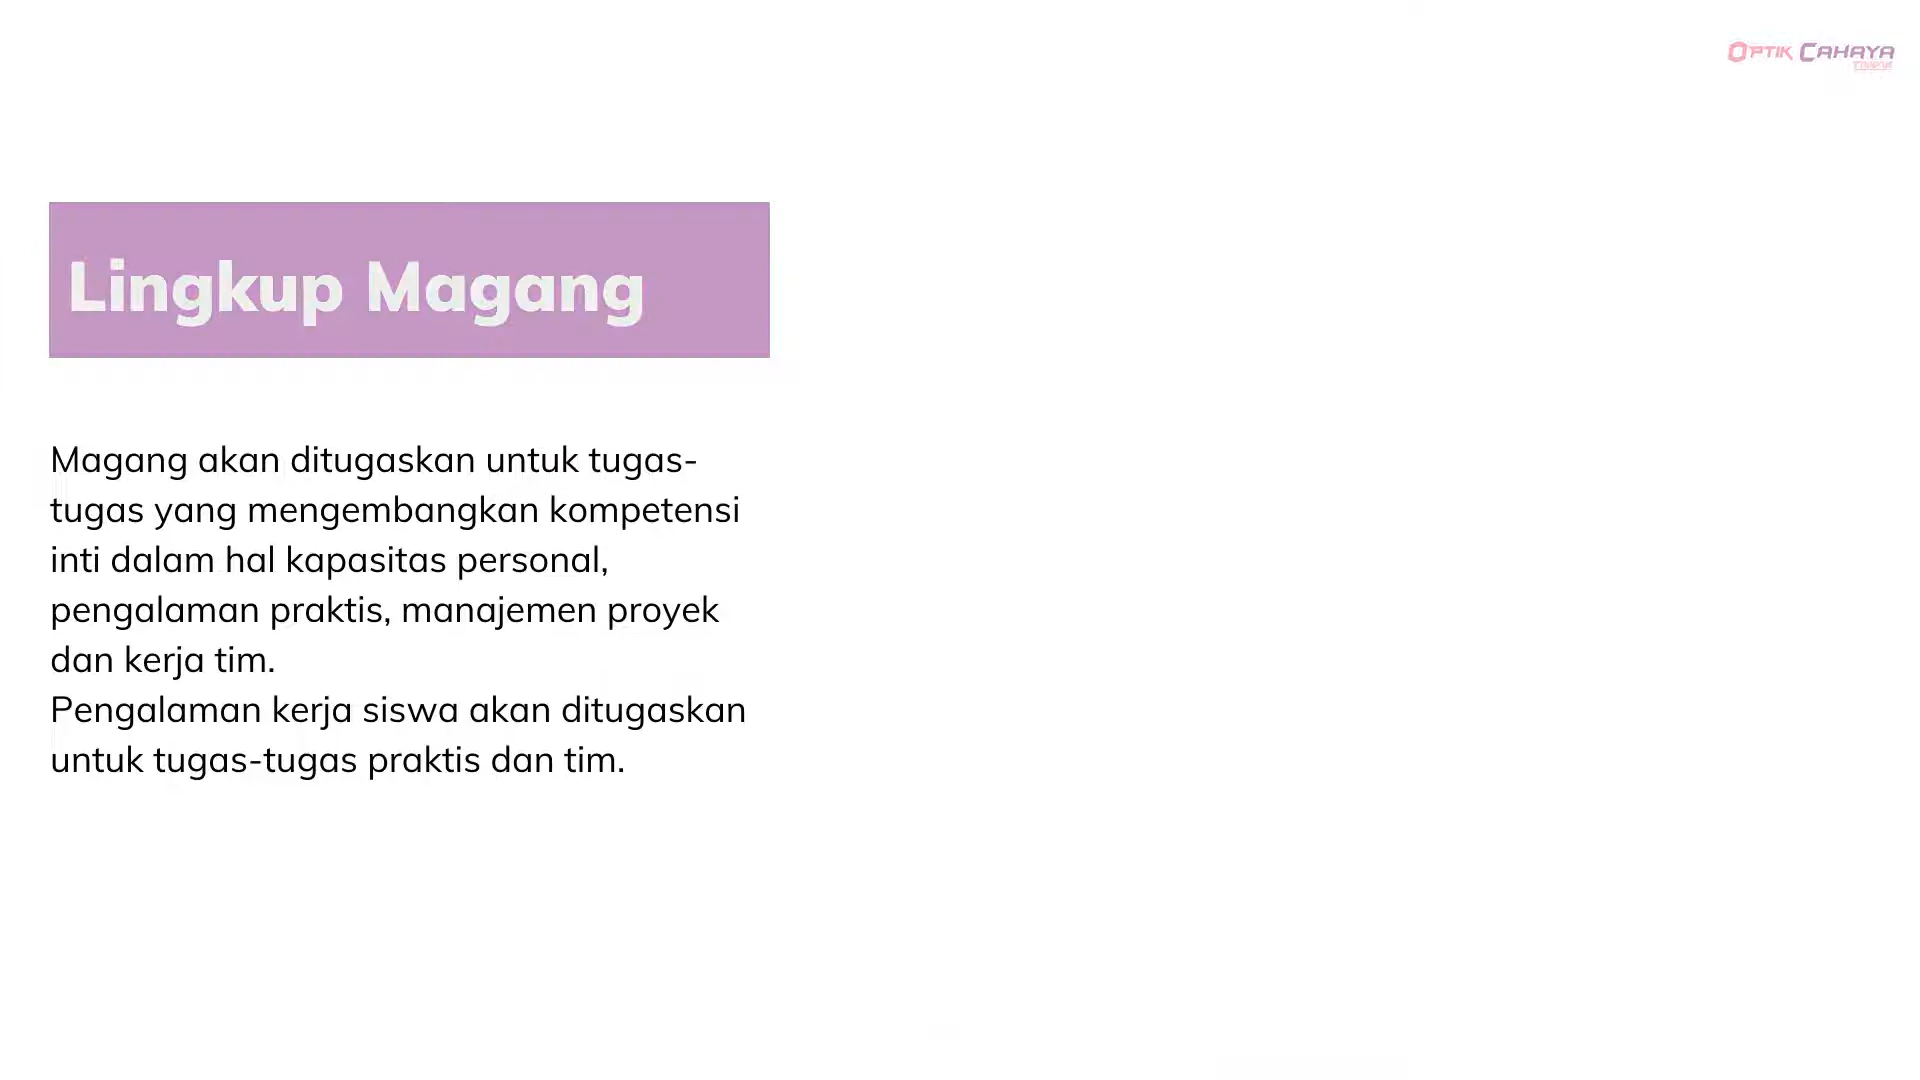 Optik Cahaya
Lingkup Magang
Magang akan ditugaskan untuk tugas-
tugas yang mengembangkan kompetensi
inti dalam hal kapasitas personal,
pengalaman praktis, manajemen proyek
dan kerja tim.
Pengalaman kerja siswa akan ditugaskan
untuk tugas-tugas praktis dan tim.